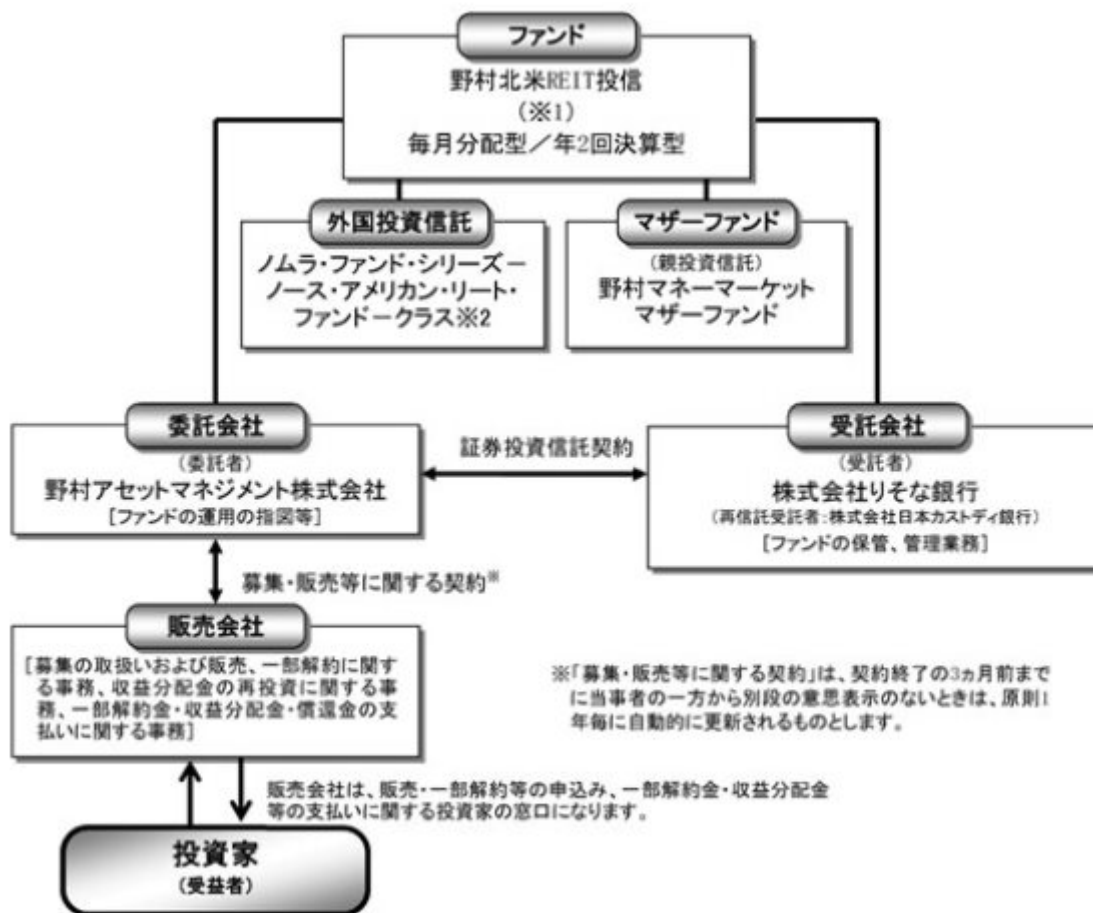 ファンド
野村北米REIT投信
(※1)
毎月分配型／年2回決算型
外国投資信託
ノムラ・ファンド・シリーズ－
ノース・アメリカン・リート・
ファンド－クラス※2
マザーファンド
(親投資信託)
野村マネーマーケット
マザーファンド
委託会社
(委託者)
野村アセットマネジメント株式会社
[ファンドの運用の指図等]
証券投資信託契約
受託会社
(受託者)
株式会社りそな銀行
(再信託受託者:株式会社日本カストディ銀行)
[ファンドの保管、管理業務]
募集・販売等に関する契約※
販売会社
[募集の取扱いおよび販売、一部解約に関す
る事務、収益分配金の再投資に関する事
務、一部解約金・収益分配金・償還金の支
払いに関する事務]
※「募集・販売等に関する契約」は、契約終了の3ヵ月前まで
に当事者の一方から別段の意思表示のないときは、原則1
年毎に自動的に更新されるものとします。
販売会社は、販売・一部解約等の申込み、一部解約金・収益分配金
等の支払いに関する投資家の窓口になります。
投資家
(受益者)